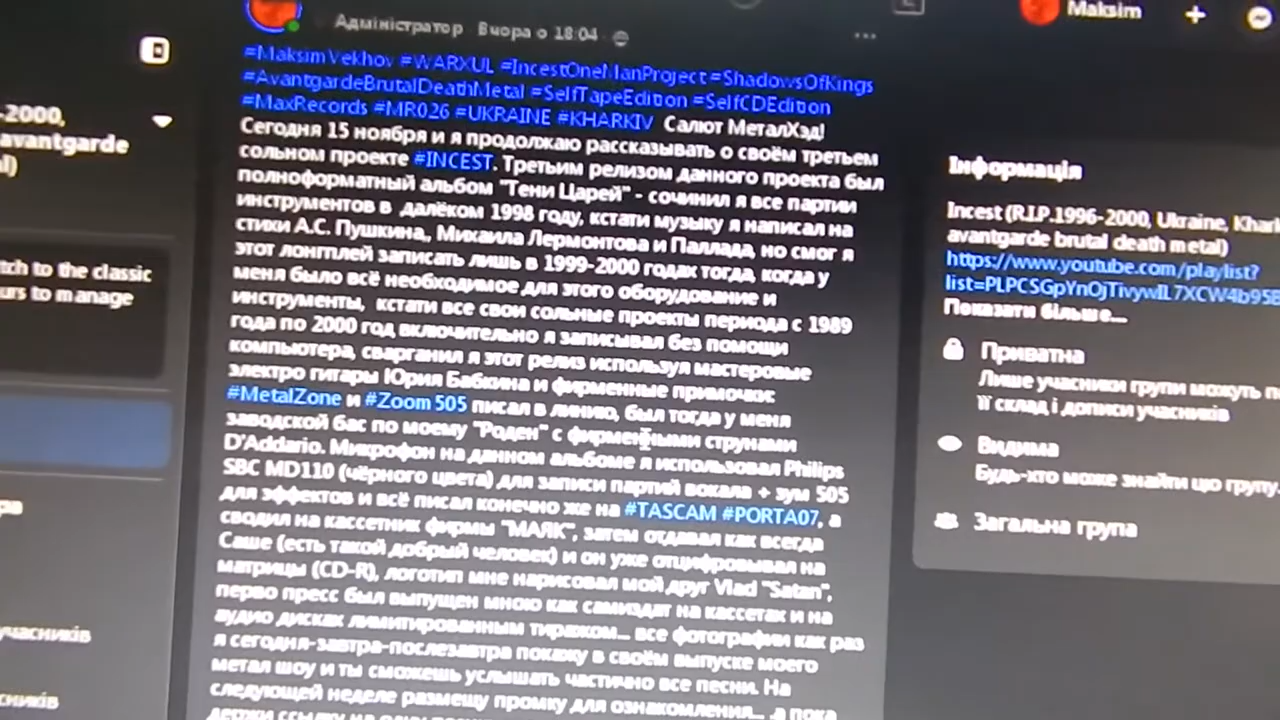 Адміністратор Вчора о 18:04
Maksim
#MaksimVekhov #WARXUL #IncestOneManProject #ShadowsOfKings
#AvantgardeBrutalDeathMetal #SelfTapeEdition #SelfCDEdition
#MaxRecords #MR026 #UKRAINE #KHARKIV Салют МеталХэд!
Сегодня 15 ноября и я продолжаю рассказывать о своём третьем
сольном проекте #INCEST. Третьим релизом данного проекта был
полноформатный альбом "Тени Царей" - сочинил я все партии
инструментов в далёком 1998 году, кстати музыку я написал на
стихи А.С. Пушкина,, Михаила Лермонтова и Паллада, но смог я
этот лонгплей записать лишь в 1999-2000 годах тогда, когда у
меня было всё необходимое для этого оборудование и
инструменты, кстати все свои сольные проекты периода с 1989
года по 2000 год включительно я записывал без помощи
компьютера, сварганил я этот релиз используя мастеровые
электро гитары Юрия Бабкина и фирменные примочки:
#MetalZone и #Zoom505 писал в линию, был тогда у меня
заводской бас по моему "Роден" с фирменными струнами
D'Addario. Микрофон на данном альбоме я использовал Philips
SBC MD110 (чёрного цвета) для записи партий вокала + зум 505
для эффектов и всё писал конечно же на #TASCAM #PORTA07, а
сводил на кассетник фирмы "МАЯК", затем отдавал как всегда
Саше (есть такой добрый человек) и он уже отцифровывал на
матрицы (CD-R), логотип мне нарисовал мой друг Vlad "Satan",
перво пресс был выпущен мною как самиздат на кассетах и на
аудио дисках лимитированным тиражом... все фотографии как раз
я сегодня-завтра-послезавтра покажу в своём выпуске моего
метал шоу и ты сможешь услышать частично все песни. На
следующей неделе размещу промку для ознакомления... .а пока
держи ссылку на
-2000,
avantgarde
l)
tch to the classic
urs to manage
учасників
сників
Інформація
Incest (R.I.P.1996-2000, Ukraine, Khark
avantgarde brutal death metal)
https://www.youtube.com/playlist?
list=PLPCSGpYnOjTivywIL7XCW4b95B
Показати більше...
Приватна
Лише учасники групи можуть п
її склад і дописи учасників
Видима
Будь-хто може знайти цю групу.
Загальна група